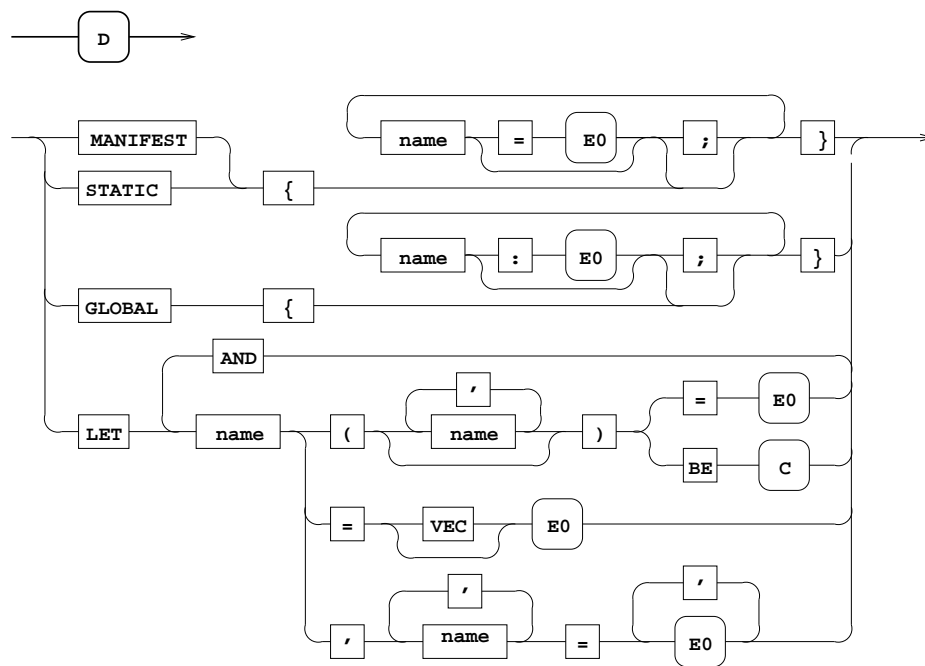 D
name = E0 ;
MANIFEST }
STATIC {
name : E0 ;
}
GLOBAL {
AND
,
= E0
LET name ( name )
BE C
= VEC E0
, ,
, name = E0